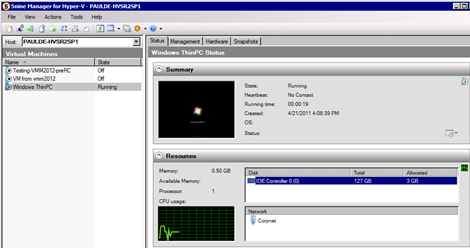 5nine Manager for Hyper-V - PAULDE-HVSR2SP1
File View Actions Tools Help
Host: PAULDE-HVSR2SP1
Virtual Machines
Name State
Testing-VMM2012-preRC Off
VM from vmm2012 Off
Windows ThinPC Running
Status Management Hardware Snapshots
Windows ThinPC Status
Summary
State: Running
Heartbeat: No Contact
Running time: 00:00:19
Created: 4/21/2011 4:08:39 PM
OS:
Status:
Resources
Memory: 0.50 GB
Available Memory:
Processor: 1
CPU usage:
Disk Total Allocated
IDE Controller 0 (0) 127 GB 3 GB
Network
Corpnet